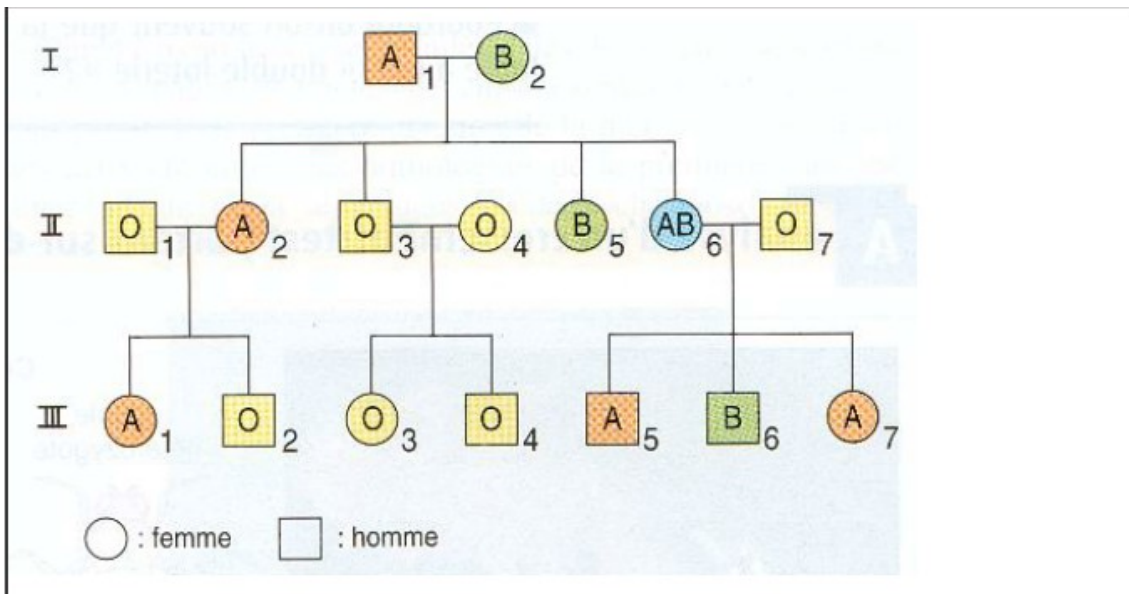 I A 1 B 2
II O 1 A 2 O 3 O 4 B 5 AB 6 O 7
III A 1 O 2 O 3 O 4 A 5 B 6 A 7
: femme : homme